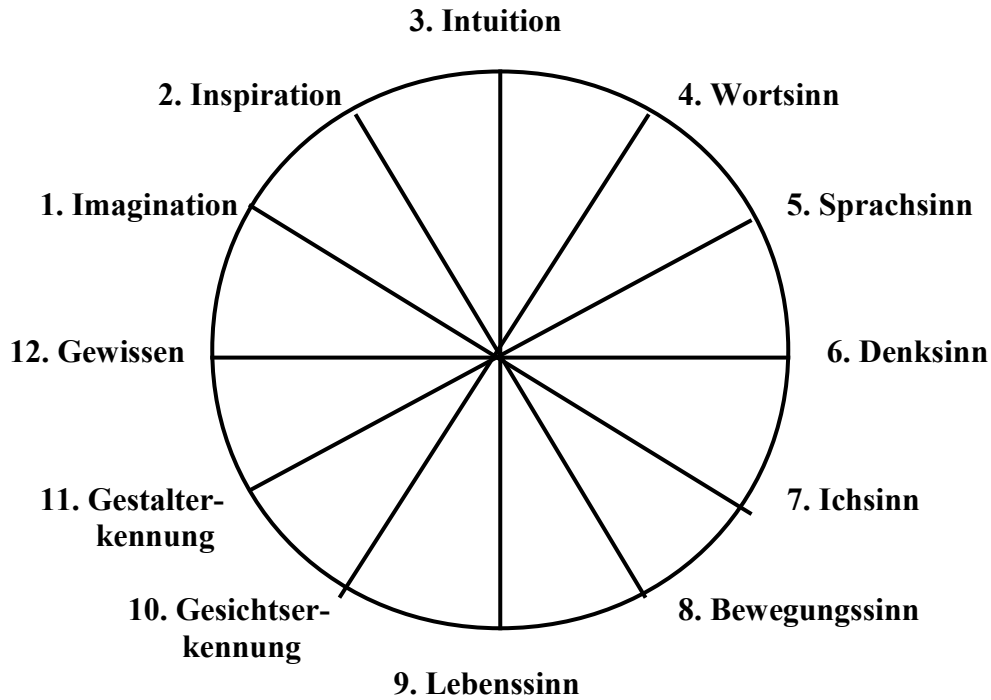 3. Intuition
2. Inspiration
4. Wortsinn
1. Imagination
5. Sprachsinn
12. Gewissen
6. Denksinn
11. Gestalter-
kennung
7. Ichsinn
10. Gesichtser-
kennung
8. Bewegungssinn
9. Lebenssinn